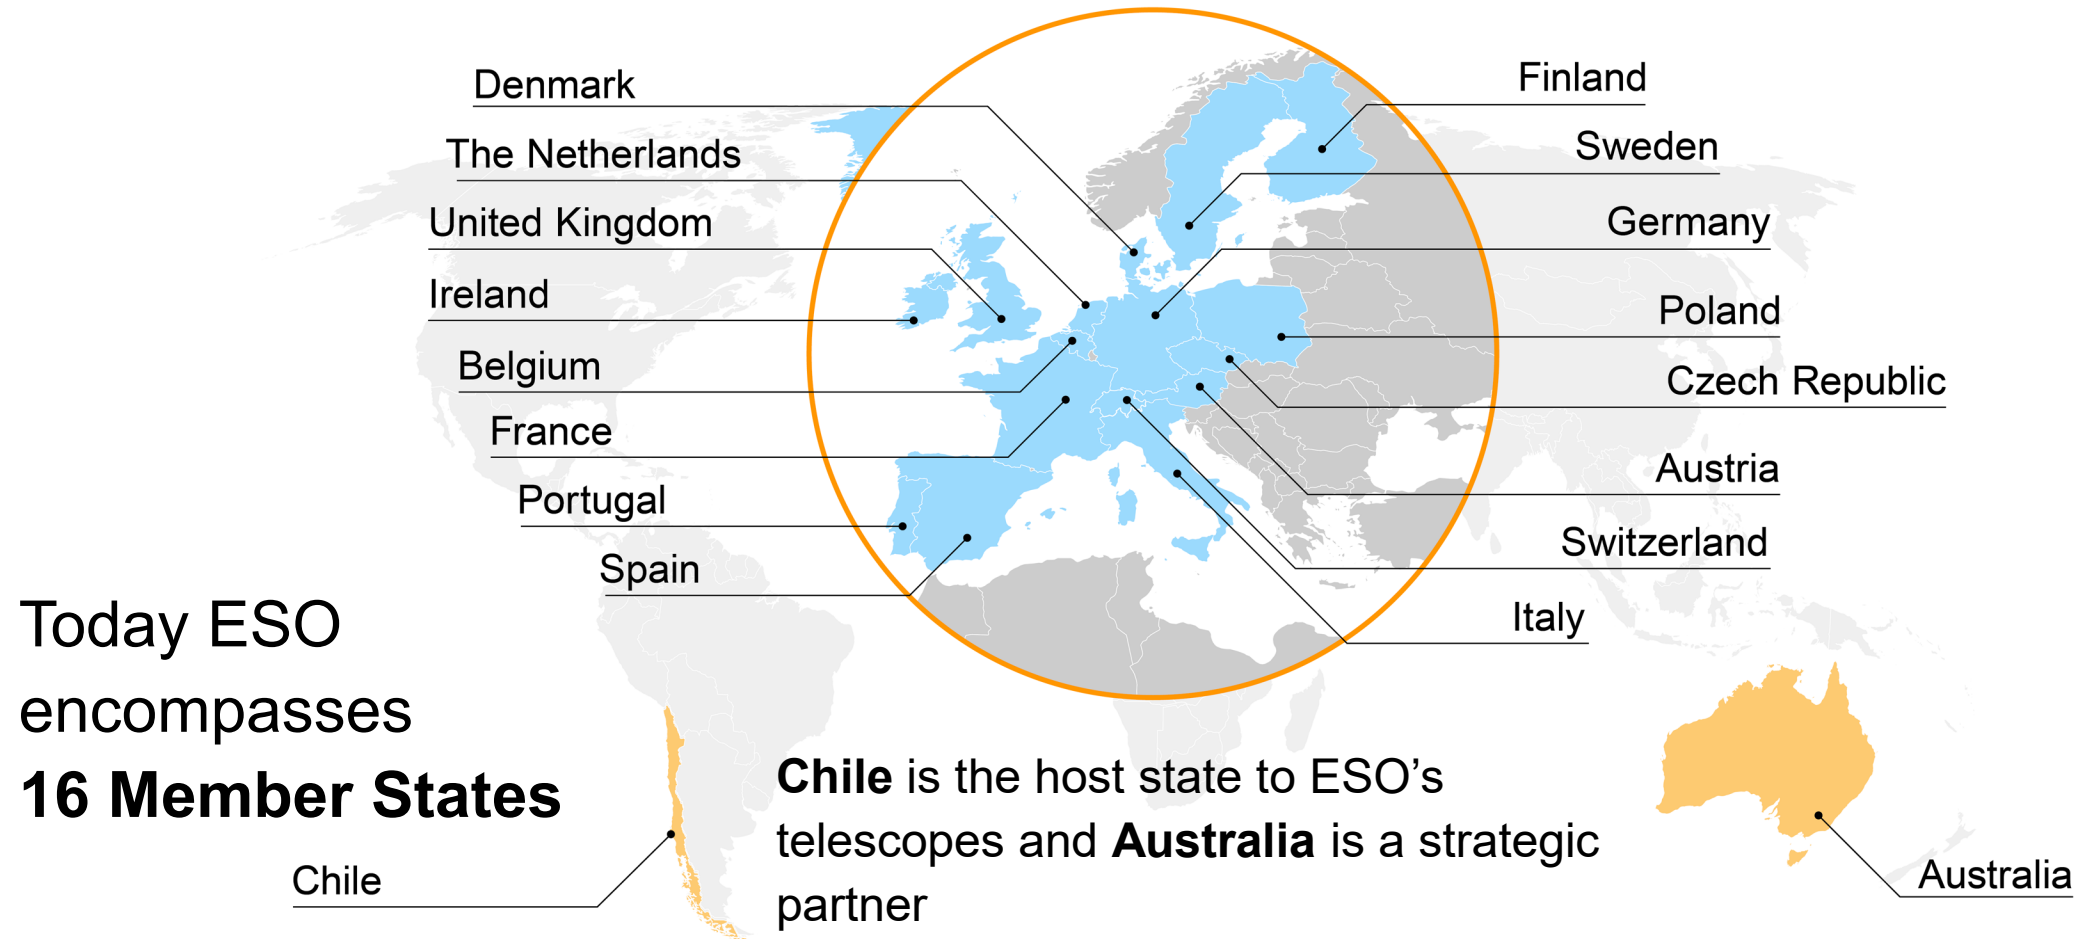 Denmark
The Netherlands
United Kingdom
Ireland
Belgium
France
Portugal
Spain
Finland
Sweden
Germany
Poland
Czech Republic
Austria
Switzerland
Italy
Today ESO
encompasses
16 Member States
Chile
Chile is the host state to ESO’s
telescopes and Australia is a strategic
partner
Australia